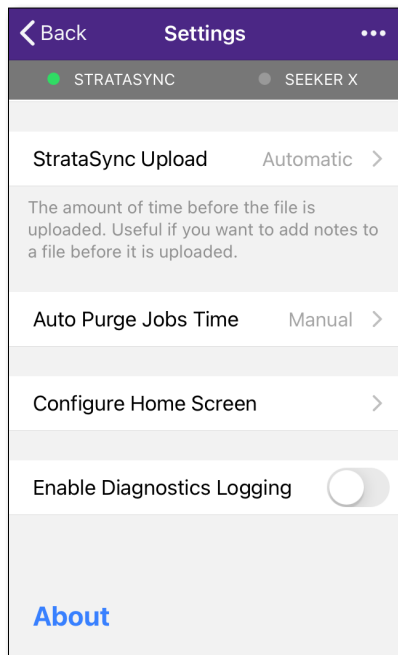 Back Settings
STRATASYNC SEEKER X
StrataSync Upload Automatic
The amount of time before the file is
uploaded. Useful if you want to add notes to
a file before it is uploaded.
Auto Purge Jobs Time Manual
Configure Home Screen
Enable Diagnostics Logging
About